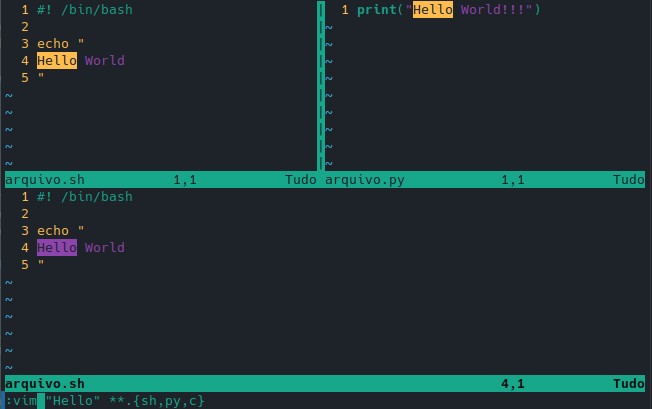 1 #! /bin/bash
2
3 echo "
4 Hello World
5 "
~
~
~
~
~
arquivo.sh 1,1 Tudo
1 print("Hello World!!!")
~
~
~
~
~
~
~
~
~
arquivo.py 1,1 Tudo
1 #! /bin/bash
2
3 echo "
4 Hello World
5 "
~
~
~
~
~
~
arquivo.sh 4,1 Tudo
:vim "Hello" **.{sh,py,c}